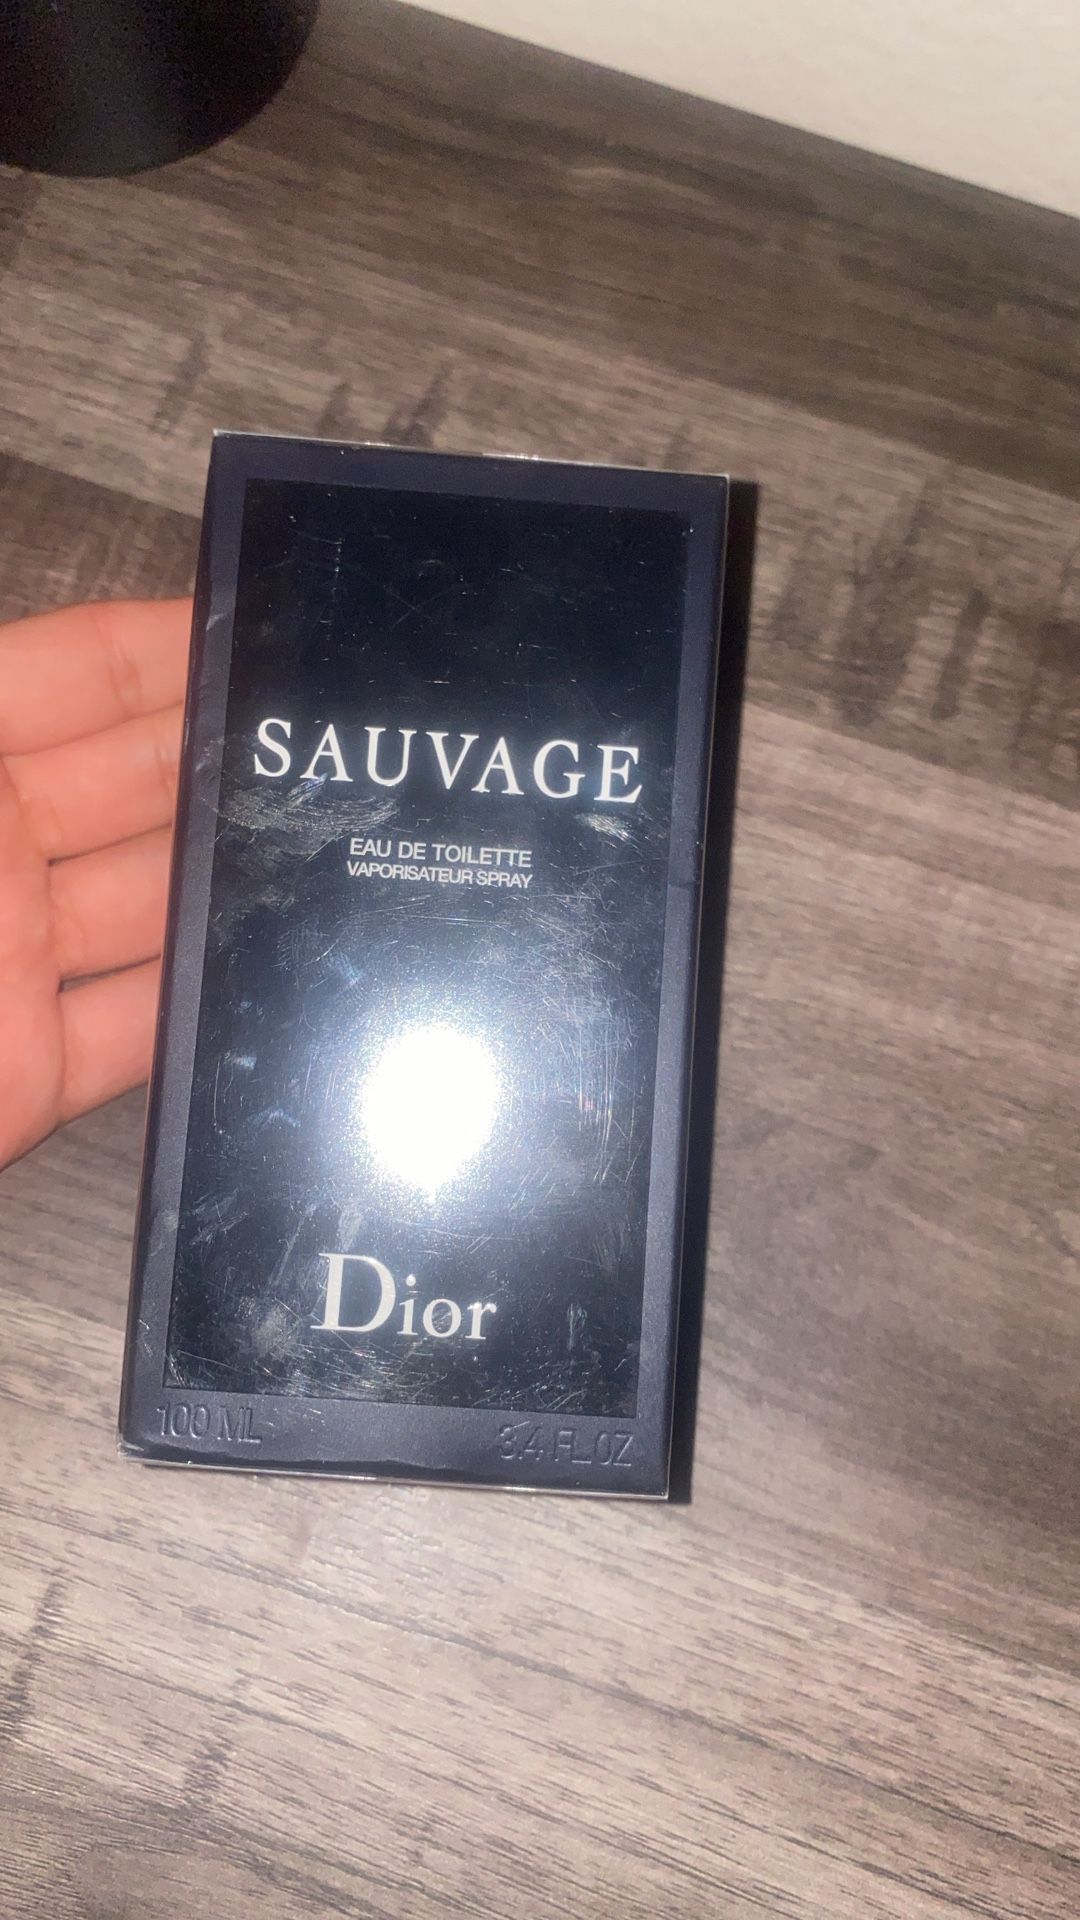 SAUVAGE
EAU DE TOILETTE
VAPORISATEUR SPRAY
Dior
100 ML 3.4 FL.OZ